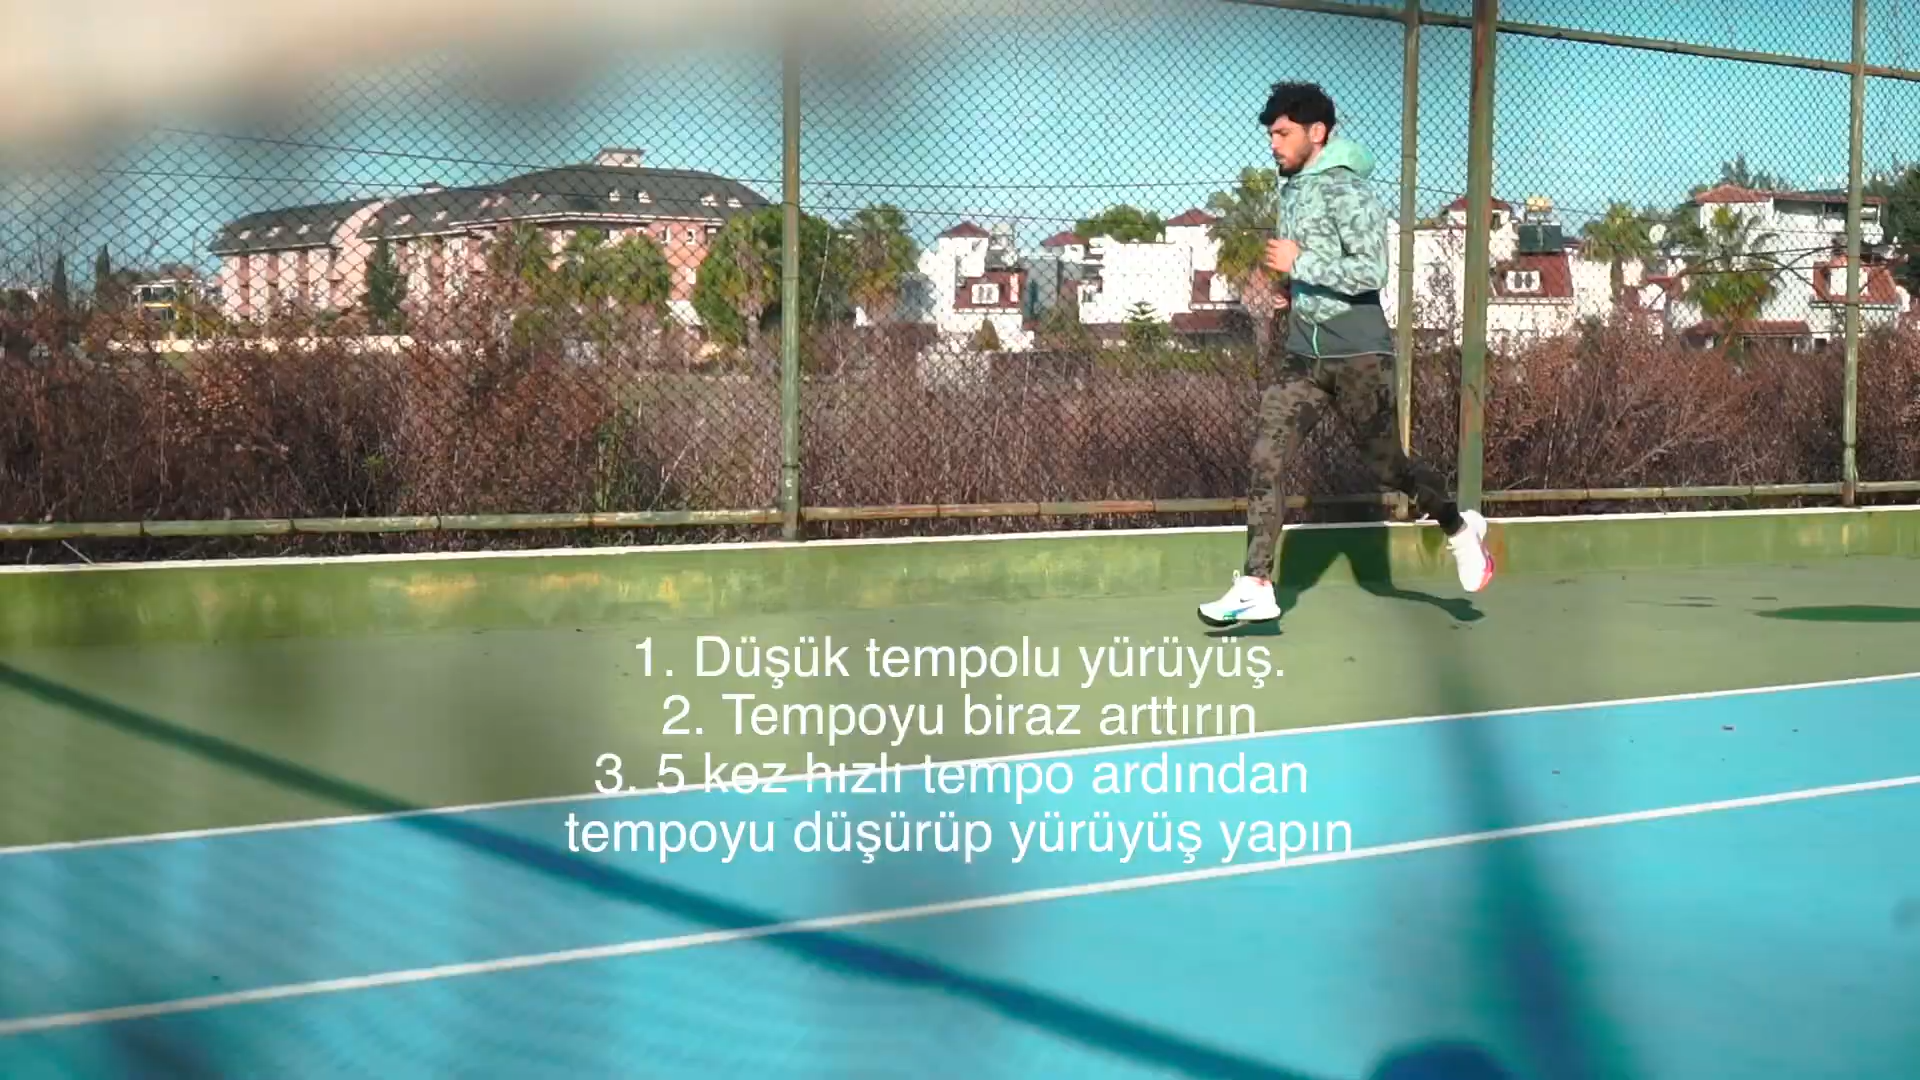 1. Düşük tempolu yürüyüş.
2. Tempoyu biraz arttırın
3. 5 kez hızlı tempo ardından
tempoyu düşürüp yürüyüş yapın